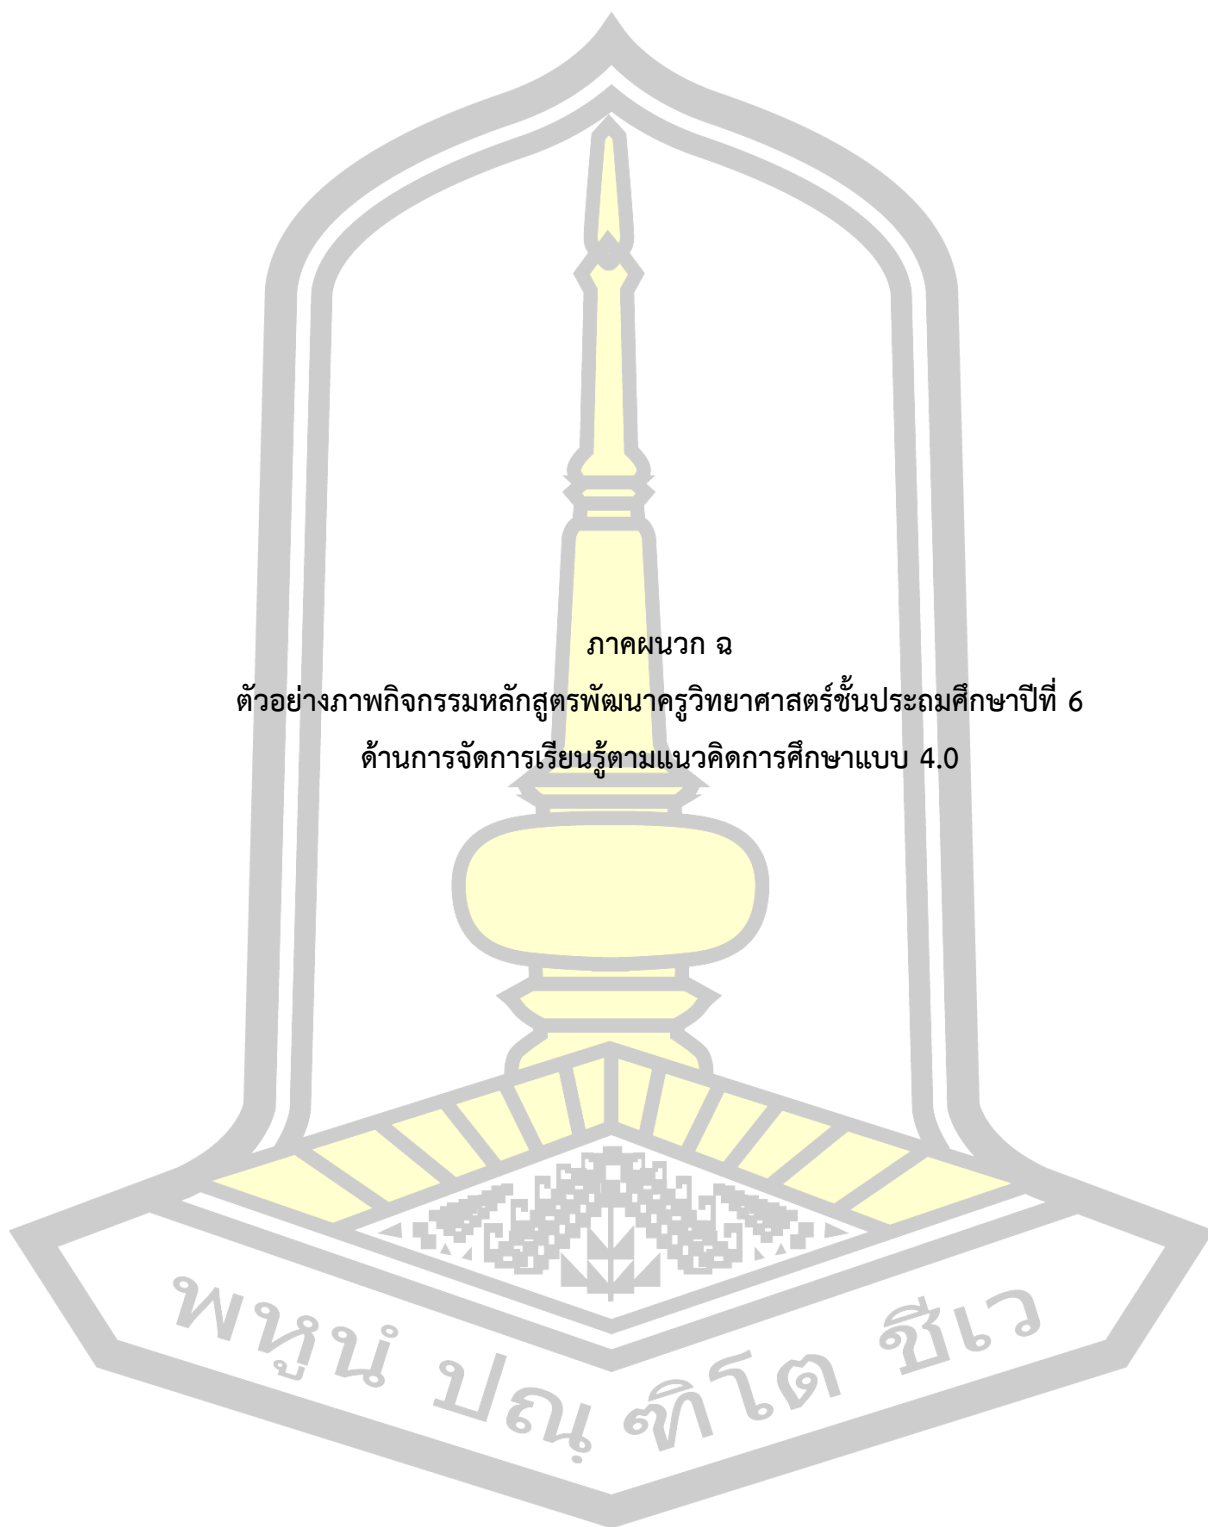 ภาคผนวก ฉ
ตัวอย่างภาพกิจกรรมหลักสูตรพัฒนาครูวิทยาศาสตร์ชั้นประถมศึกษาปีที่ 6
ด้านการจัดการเรียนรู้ตามแนวคิดการศึกษาแบบ 4.0
พหูนํ ปณฺฑิโต ชีเว